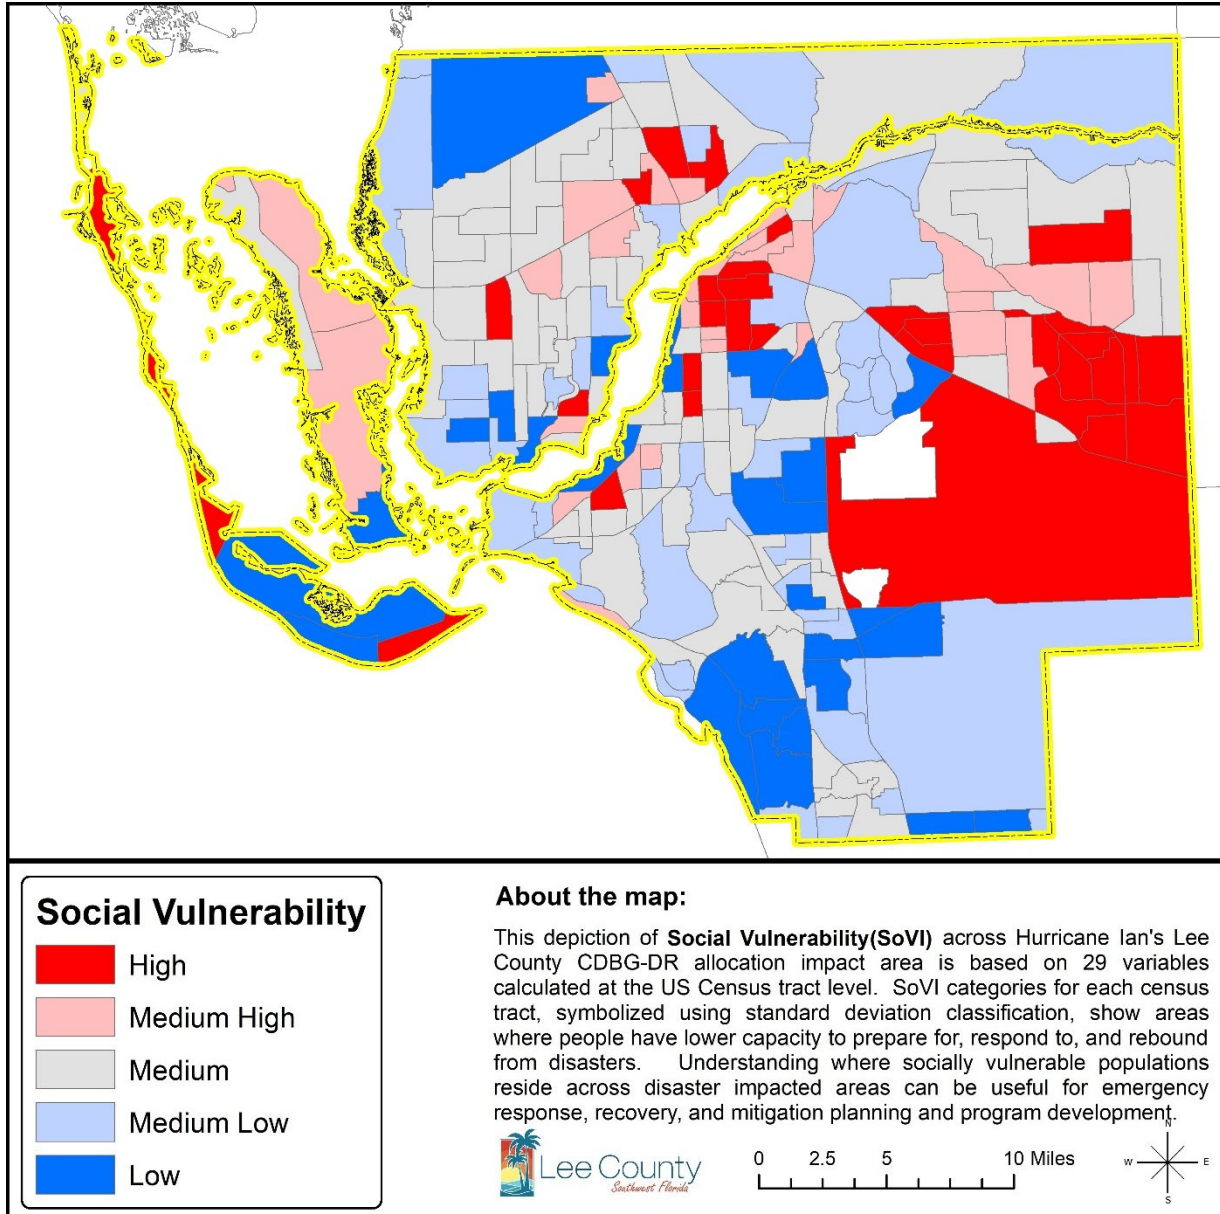 Social Vulnerability
High
Medium High
Medium
Medium Low
Low
About the map:
This depiction of Social Vulnerability(SoVI) across Hurricane Ian's Lee
County CDBG-DR allocation impact area is based on 29 variables
calculated at the US Census tract level. SoVI categories for each census
tract, symbolized using standard deviation classification, show areas
where people have lower capacity to prepare for, respond to, and rebound
from disasters. Understanding where socially vulnerable populations
reside across disaster impacted areas can be useful for emergency
response, recovery, and mitigation planning and program development.
Lee County
Southwest Florida
0 2.5 5 10 Miles
N
W E
S